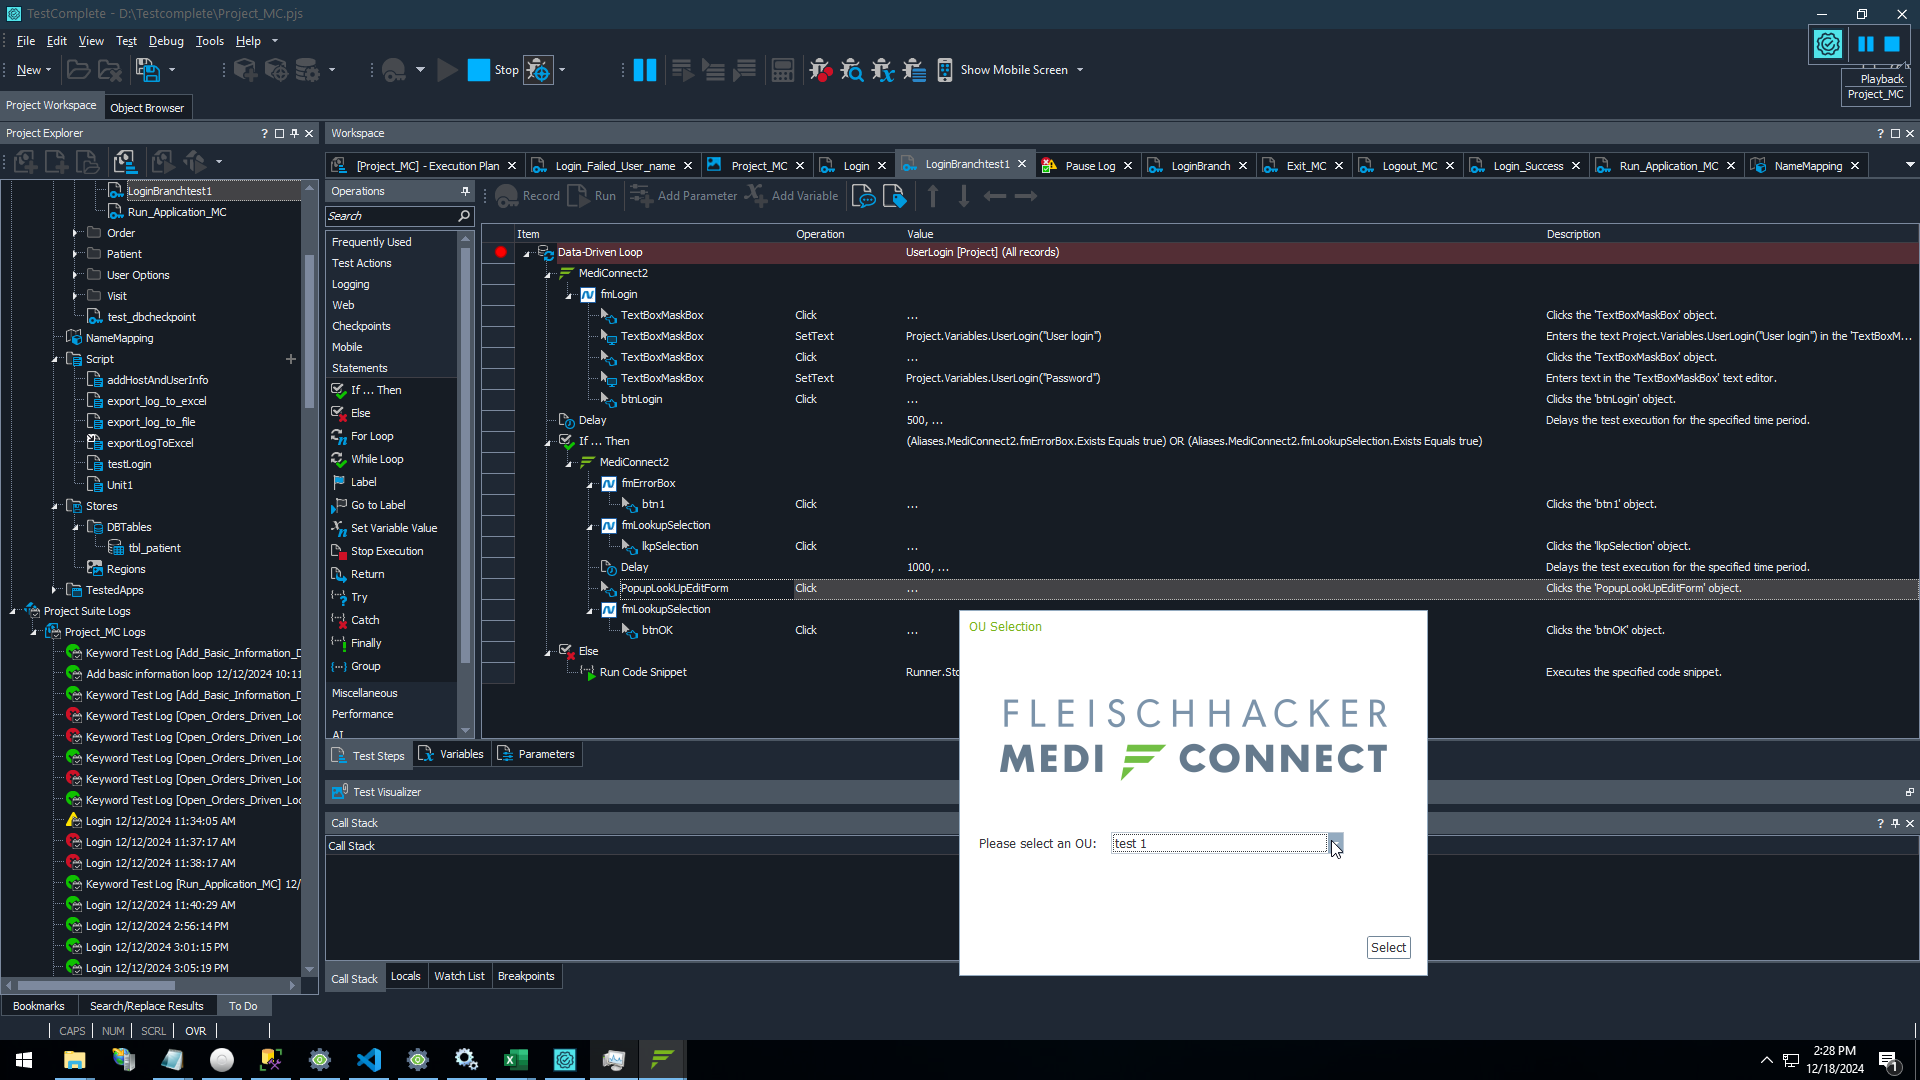 TestComplete - D:\Testcomplete\Project_MC.pjs
File Edit View Test Debug Tools Help
New Stop Show Mobile Screen
Playback
Project_MC
Project Workspace Object Browser
Project Explorer ?
Workspace ?
[Project_MC] - Execution Plan Login_Failed_User_name Project_MC Login LoginBranchtest1 Pause Log LoginBranch Exit_MC Logout_MC Login_Success Run_Application_MC NameMapping
LoginBranchtest1
Run_Application_MC
Order
Patient
User Options
Visit
test_dbcheckpoint
NameMapping
Script
addHostAndUserInfo
export_log_to_excel
export_log_to_file
exportLogToExcel
testLogin
Unit1
Stores
DBTables
tbl_patient
Regions
TestedApps
Project Suite Logs
Project_MC Logs
Keyword Test Log [Add_Basic_Information_D
Add basic information loop 12/12/2024 10:11
Keyword Test Log [Add_Basic_Information_D
Keyword Test Log [Open_Orders_Driven_Loo
Keyword Test Log [Open_Orders_Driven_Loo
Keyword Test Log [Open_Orders_Driven_Loo
Keyword Test Log [Open_Orders_Driven_Loo
Keyword Test Log [Open_Orders_Driven_Loo
Login 12/12/2024 11:34:05 AM
Login 12/12/2024 11:37:17 AM
Login 12/12/2024 11:38:17 AM
Keyword Test Log [Run_Application_MC] 12/
Login 12/12/2024 11:40:29 AM
Login 12/12/2024 2:56:14 PM
Login 12/12/2024 3:01:15 PM
Login 12/12/2024 3:05:19 PM
Bookmarks Search/Replace Results To Do
CAPS NUM SCRL OVR
Operations
Search
Frequently Used
Test Actions
Logging
Web
Checkpoints
Mobile
Statements
If ... Then
Else
For Loop
While Loop
Label
Go to Label
Set Variable Value
Stop Execution
Return
Try
Catch
Finally
Group
Miscellaneous
Performance
AI
Record Run Add Parameter Add Variable
Item Operation Value Description
Data-Driven Loop UserLogin [Project] (All records)
MediConnect2
fmLogin
TextBoxMaskBox Click ... Clicks the 'TextBoxMaskBox' object.
TextBoxMaskBox SetText Project.Variables.UserLogin("User login") Enters the text Project.Variables.UserLogin("User login") in the 'TextBoxM...
TextBoxMaskBox Click ... Clicks the 'TextBoxMaskBox' object.
TextBoxMaskBox SetText Project.Variables.UserLogin("Password") Enters text in the 'TextBoxMaskBox' text editor.
btnLogin Click ... Clicks the 'btnLogin' object.
Delay 500, ... Delays the test execution for the specified time period.
If ... Then (Aliases.MediConnect2.fmErrorBox.Exists Equals true) OR (Aliases.MediConnect2.fmLookupSelection.Exists Equals true)
MediConnect2
fmErrorBox
btn1 Click ... Clicks the 'btn1' object.
fmLookupSelection
lkpSelection Click ... Clicks the 'lkpSelection' object.
Delay 1000, ... Delays the test execution for the specified time period.
PopupLookUpEditForm Click ... Clicks the 'PopupLookUpEditForm' object.
fmLookupSelection
btnOK Click ... Clicks the 'btnOK' object.
Else
Run Code Snippet Runner.Sto Executes the specified code snippet.
Test Steps Variables Parameters
Test Visualizer
Call Stack ?
Call Stack
Call Stack Locals Watch List Breakpoints
OU Selection
FLEISCHHACKER
MEDI CONNECT
Please select an OU: test 1
Select
2:28 PM
12/18/2024
1